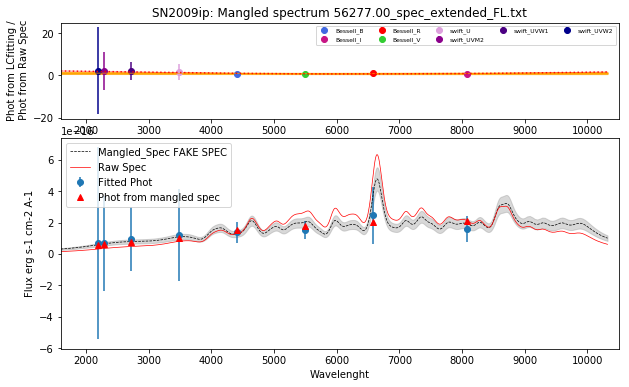 SN2009ip: Mangled spectrum 56277.00_spec_extended_FL.txt
Phot from LCfitting /
Phot from Raw Spec
20
0
−20
Bessell_B
Bessell_R
swift_U
swift_UVW1
swift_UVW2
Bessell_I
Bessell_V
swift_UVM2
2000 3000 4000 5000 6000 7000 8000 9000 10000
1e−16
Mangled_Spec FAKE SPEC
Raw Spec
Fitted Phot
Phot from mangled spec
Flux erg s-1 cm-2 A-1
6
4
2
0
−2
−4
−6
2000 3000 4000 5000 6000 7000 8000 9000 10000
Wavelenght